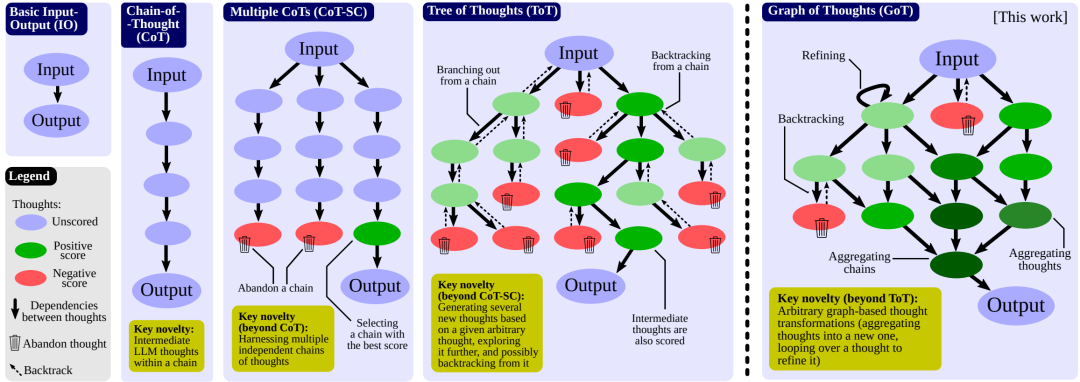 Basic Input-
Output (IO)
Input
Output
Legend
Thoughts:
Unscored
Positive
score
Negative
score
Dependencies
between thoughts
Abandon thought
Backtrack
Chain-of-
-Thought
(CoT)
Input
Output
Key novelty:
Intermediate
LLM thoughts
within a chain
Multiple CoTs (CoT-SC)
Input
Abandon a chain
Output
Key novelty
(beyond CoT):
Harnessing multiple
independent chains
of thoughts
Selecting
a chain with
the best score
Tree of Thoughts (ToT)
Input
Branching out
from a chain
Backtracking
from a chain
Output
Key novelty
(beyond CoT-SC):
Generating several
new thoughts based
on a given arbitrary
thought, exploring
it further, and possibly
backtracking from it
Intermediate
thoughts are
also scored
Graph of Thoughts (GoT)
[This work]
Input
Refining
Backtracking
Aggregating
chains
Aggregating
thoughts
Output
Key novelty (beyond ToT):
Arbitrary graph-based thought
transformations (aggregating
thoughts into a new one,
looping over a thought to
refine it)